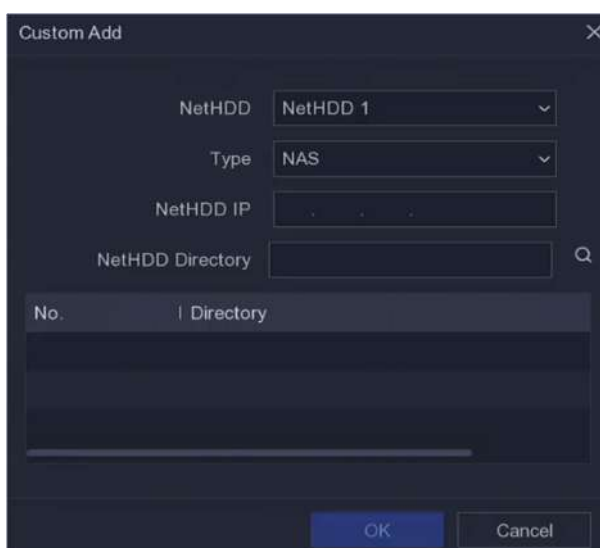 Custom Add
NetHDD NetHDD 1
Type NAS
NetHDD IP . . .
NetHDD Directory
No. Directory
OK Cancel